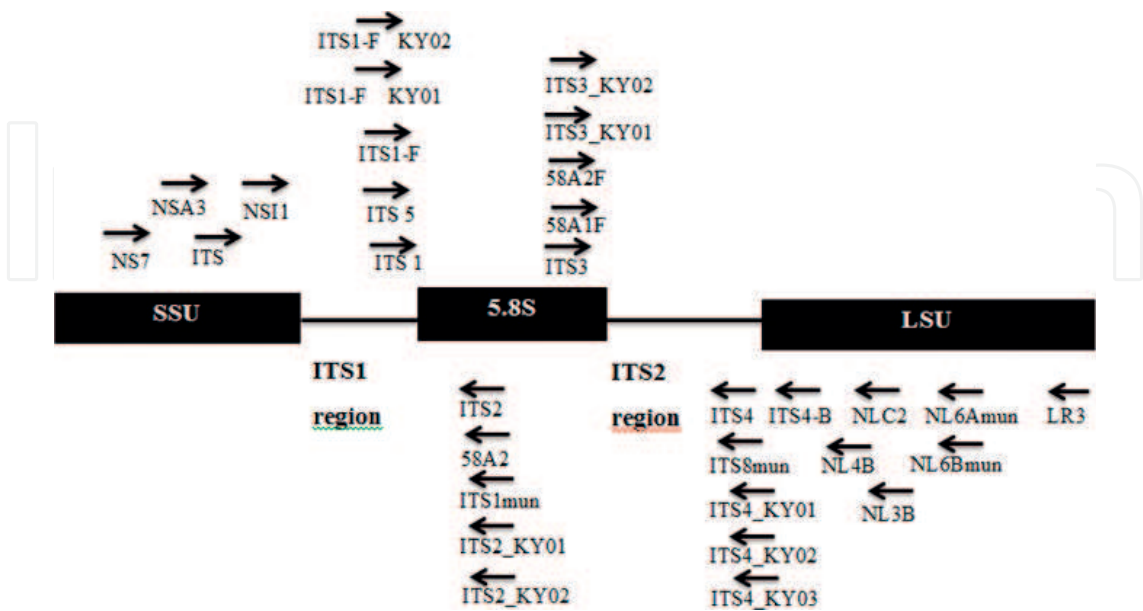 ITS1-F KY02
ITS1-F KY01
ITS1-F
ITS 5
ITS 1
NSA3
NSI1
NS7
ITS
ITS3_KY02
ITS3_KY01
58A2F
58A1F
ITS3
SSU
5.8S
LSU
ITS1
region
ITS2
region
ITS2
58A2
ITS1mun
ITS2_KY01
ITS2_KY02
ITS4
ITS4-B
NLC2
NL6Amun
LR3
ITS8mun
NL4B
NL6Bmun
ITS4_KY01
NL3B
ITS4_KY02
ITS4_KY03